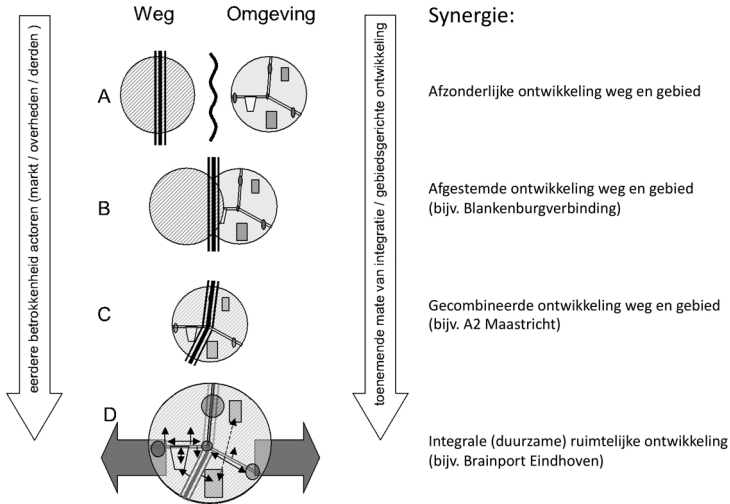 Weg
Omgeving
Synergie:
eerdere betrokkenheid actoren (markt / overheden / derden )
toenemende mate van integratie / gebiedsgerichte ontwikkeling
A
Afzonderlijke ontwikkeling weg en gebied
B
Afgestemde ontwikkeling weg en gebied
(bijv. Blankenburgverbinding)
C
Gecombineerde ontwikkeling weg en gebied
(bijv. A2 Maastricht)
D
Integrale (duurzame) ruimtelijke ontwikkeling
(bijv. Brainport Eindhoven)